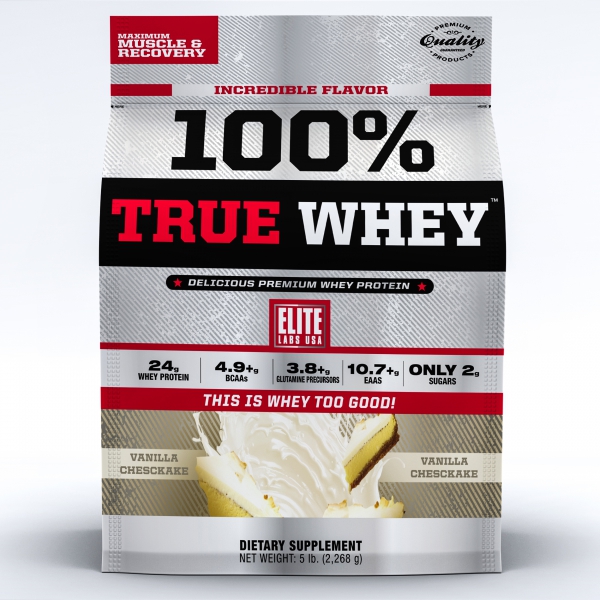 MAXIMUM
MUSCLE &
RECOVERY
PREMIUM
Quality
GUARANTEED
PRODUCTS
INCREDIBLE FLAVOR
100%
TRUE WHEY™
★ DELICIOUS PREMIUM WHEY PROTEIN ★
ELITE
LABS USA
24g
WHEY PROTEIN
4.9+g
BCAAs
3.8+g
GLUTAMINE PRECURSORS
10.7+g
EAAS
ONLY 2g
SUGARS
THIS IS WHEY TOO GOOD!
VANILLA
CHESCKAKE
VANILLA
CHESCKAKE
DIETARY SUPPLEMENT
NET WEIGHT: 5 lb. (2,268 g)